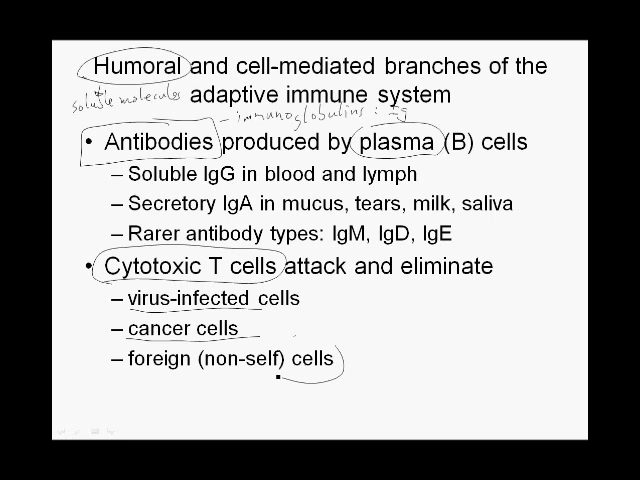 Humoral and cell-mediated branches of the
soluble molecules adaptive immune system
- immunoglobulins : Ig
• Antibodies produced by plasma (B) cells
– Soluble IgG in blood and lymph
– Secretory IgA in mucus, tears, milk, saliva
– Rarer antibody types: IgM, IgD, IgE
• Cytotoxic T cells attack and eliminate
– virus-infected cells
– cancer cells
– foreign (non-self) cells